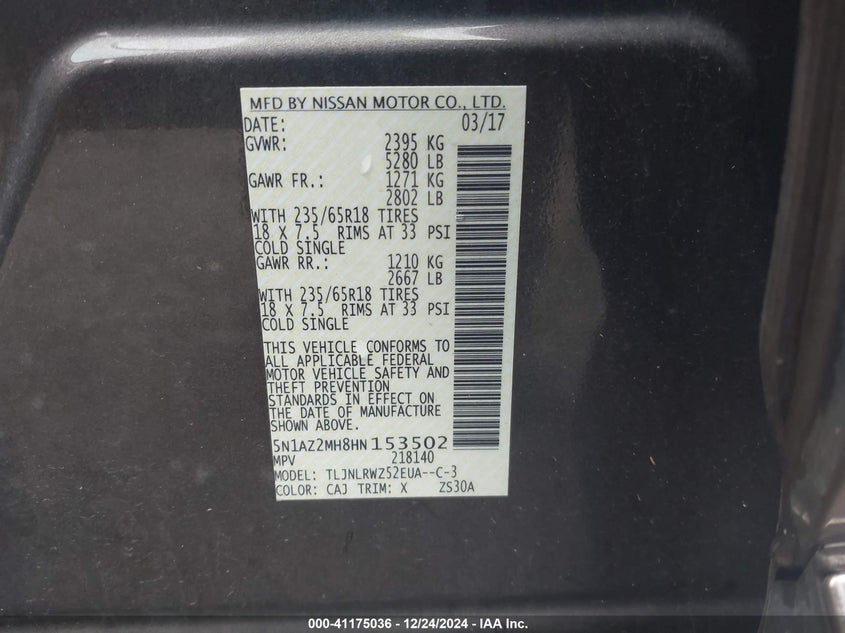 MFD BY NISSAN MOTOR CO., LTD.
DATE: 03/17
GVWR: 2395 KG
5280 LB
GAWR FR.: 1271 KG
2802 LB
WITH 235/65R18 TIRES
18 X 7.5 RIMS AT 33 PSI
COLD SINGLE
GAWR RR.: 1210 KG
2667 LB
WITH 235/65R18 TIRES
18 X 7.5 RIMS AT 33 PSI
COLD SINGLE
THIS VEHICLE CONFORMS TO
ALL APPLICABLE FEDERAL
MOTOR VEHICLE SAFETY AND
THEFT PREVENTION
STANDARDS IN EFFECT ON
THE DATE OF MANUFACTURE
SHOWN ABOVE.
5N1AZ2MH8HN153502
MPV 218140
MODEL: TLJNLRWZ52EUA--C-3
COLOR: CAJ TRIM: X ZS30A
000-41175036 - 12/24/2024 - IAA Inc.